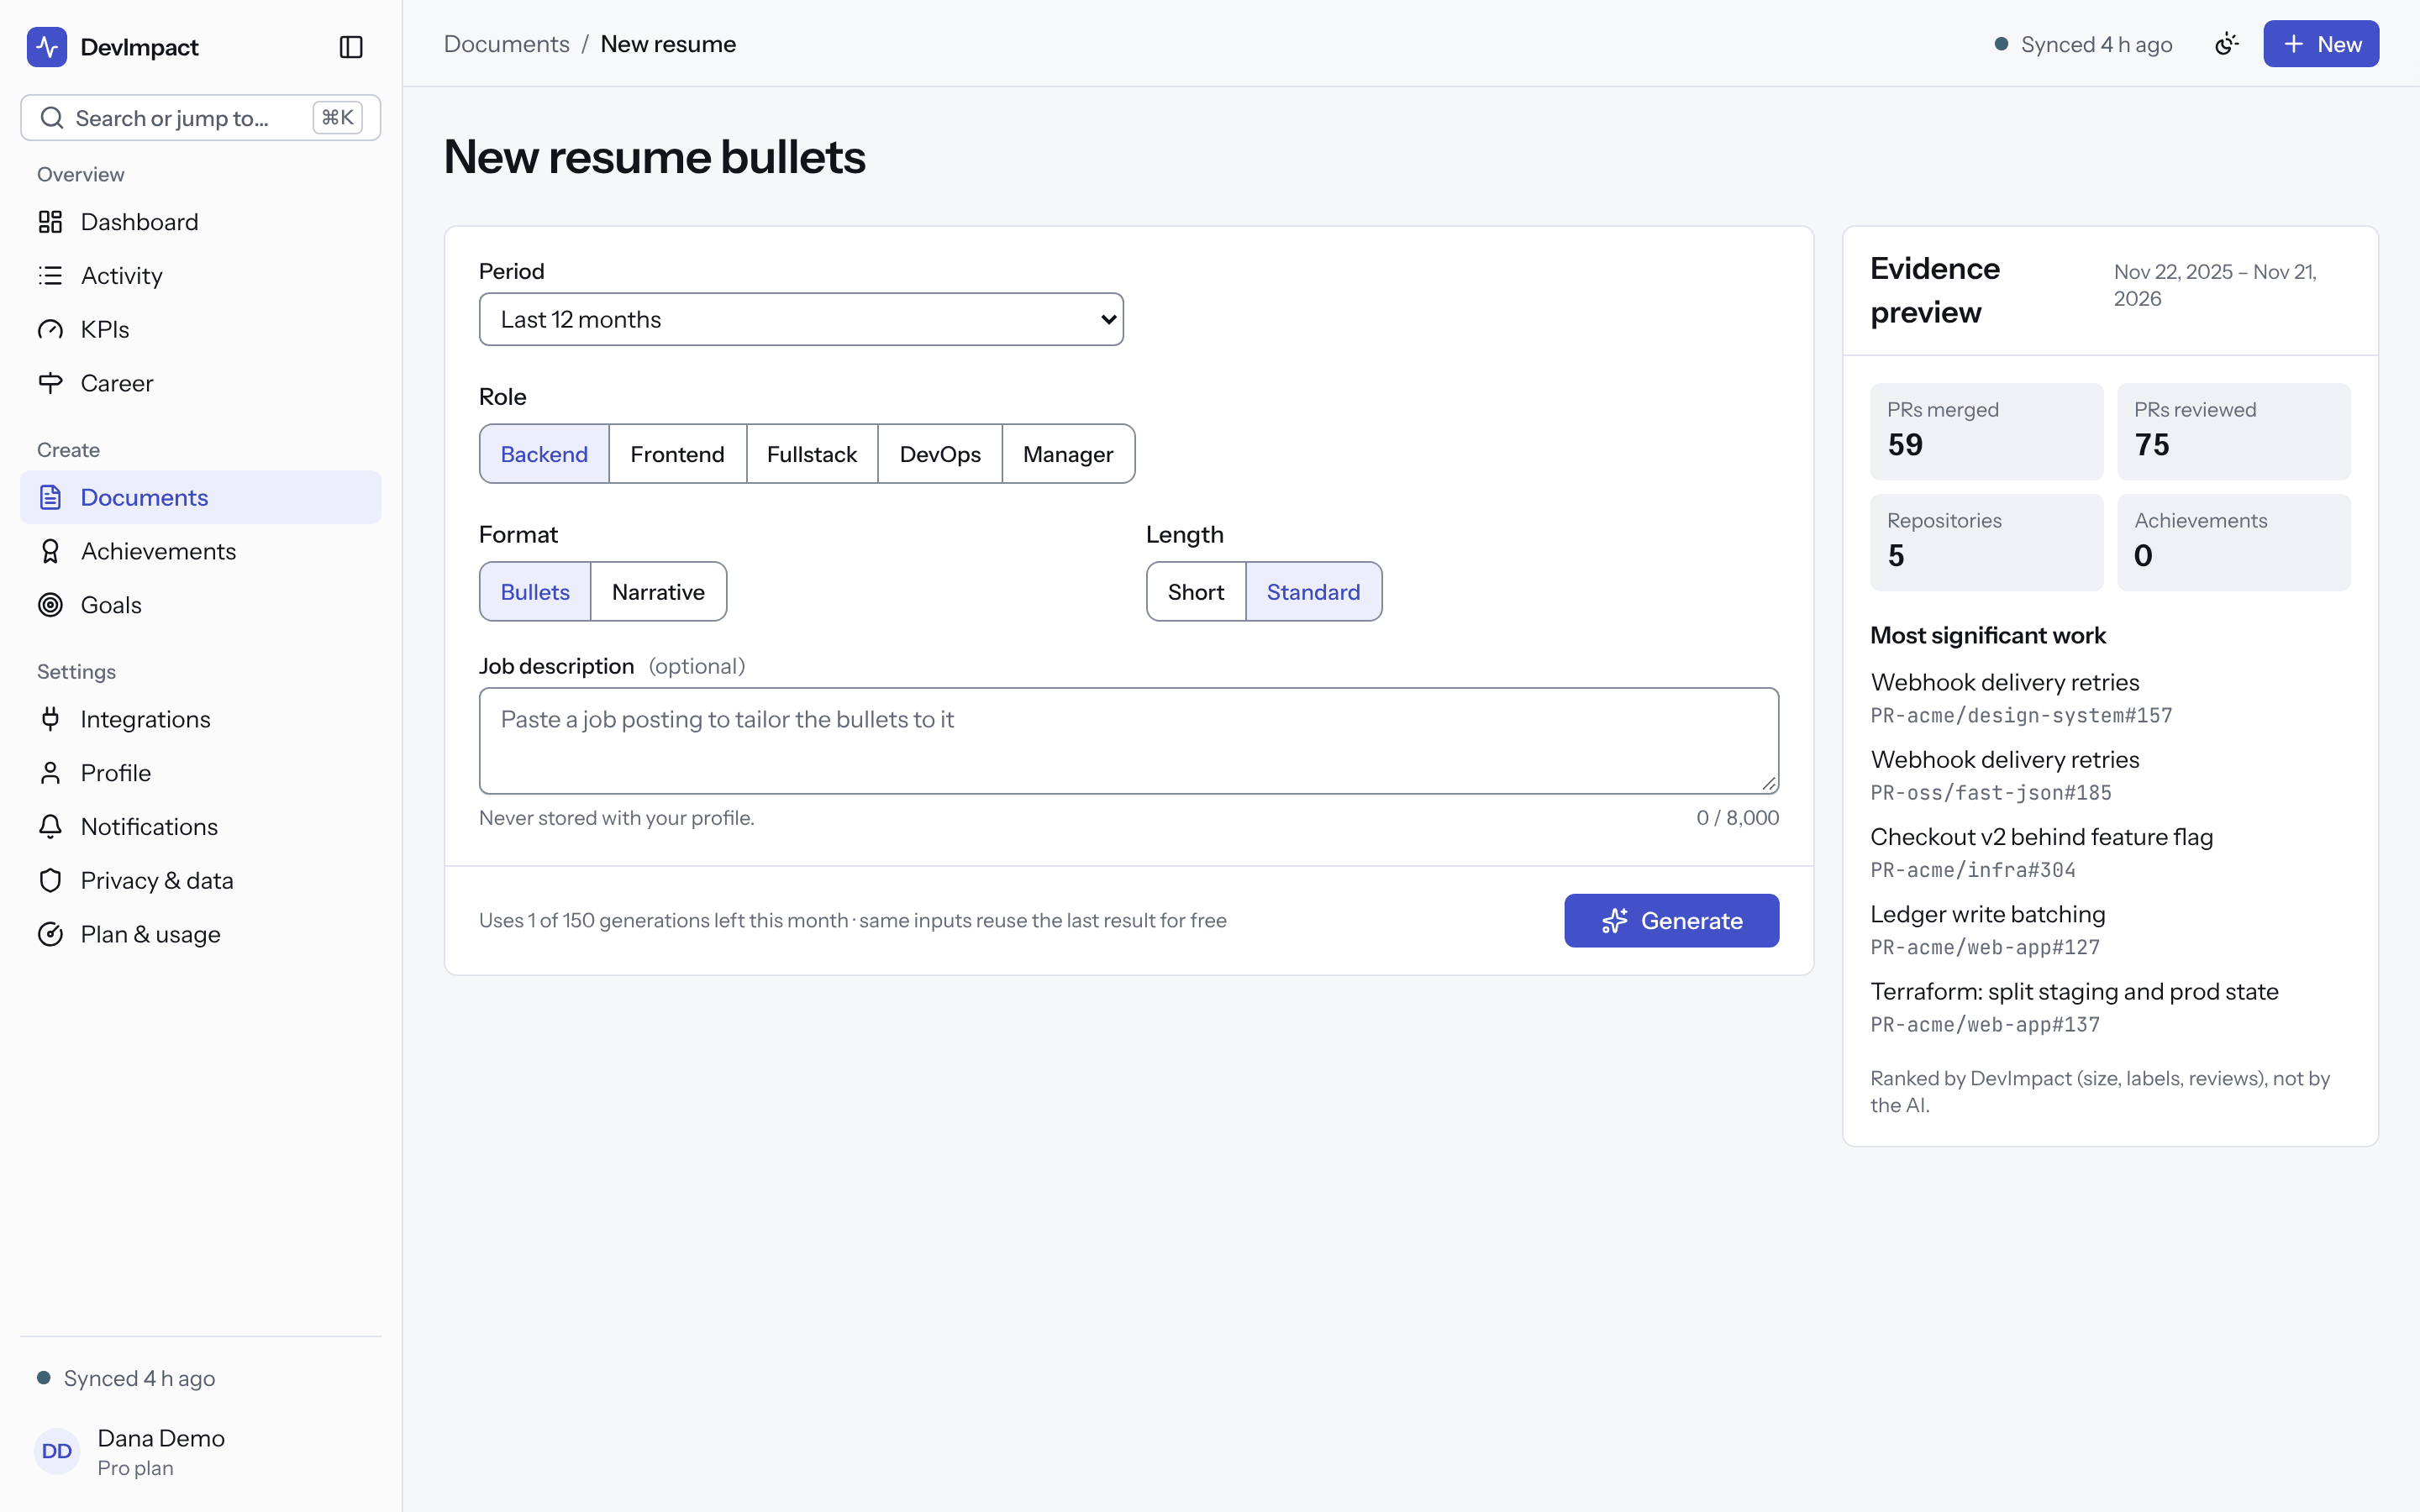 DevImpact
Search or jump to...
⌘K
Overview
Dashboard
Activity
KPIs
Career
Create
Documents
Achievements
Goals
Settings
Integrations
Profile
Notifications
Privacy & data
Plan & usage
Synced 4 h ago
DD
Dana Demo
Pro plan
Documents / New resume
Synced 4 h ago
New
New resume bullets
Period
Last 12 months
Role
Backend
Frontend
Fullstack
DevOps
Manager
Format
Bullets
Narrative
Length
Short
Standard
Job description (optional)
Paste a job posting to tailor the bullets to it
Never stored with your profile.
0 / 8,000
Uses 1 of 150 generations left this month · same inputs reuse the last result for free
Generate
Evidence
preview
Nov 22, 2025 – Nov 21,
2026
PRs merged
59
PRs reviewed
75
Repositories
5
Achievements
0
Most significant work
Webhook delivery retries
PR-acme/design-system#157
Webhook delivery retries
PR-oss/fast-json#185
Checkout v2 behind feature flag
PR-acme/infra#304
Ledger write batching
PR-acme/web-app#127
Terraform: split staging and prod state
PR-acme/web-app#137
Ranked by DevImpact (size, labels, reviews), not by
the AI.